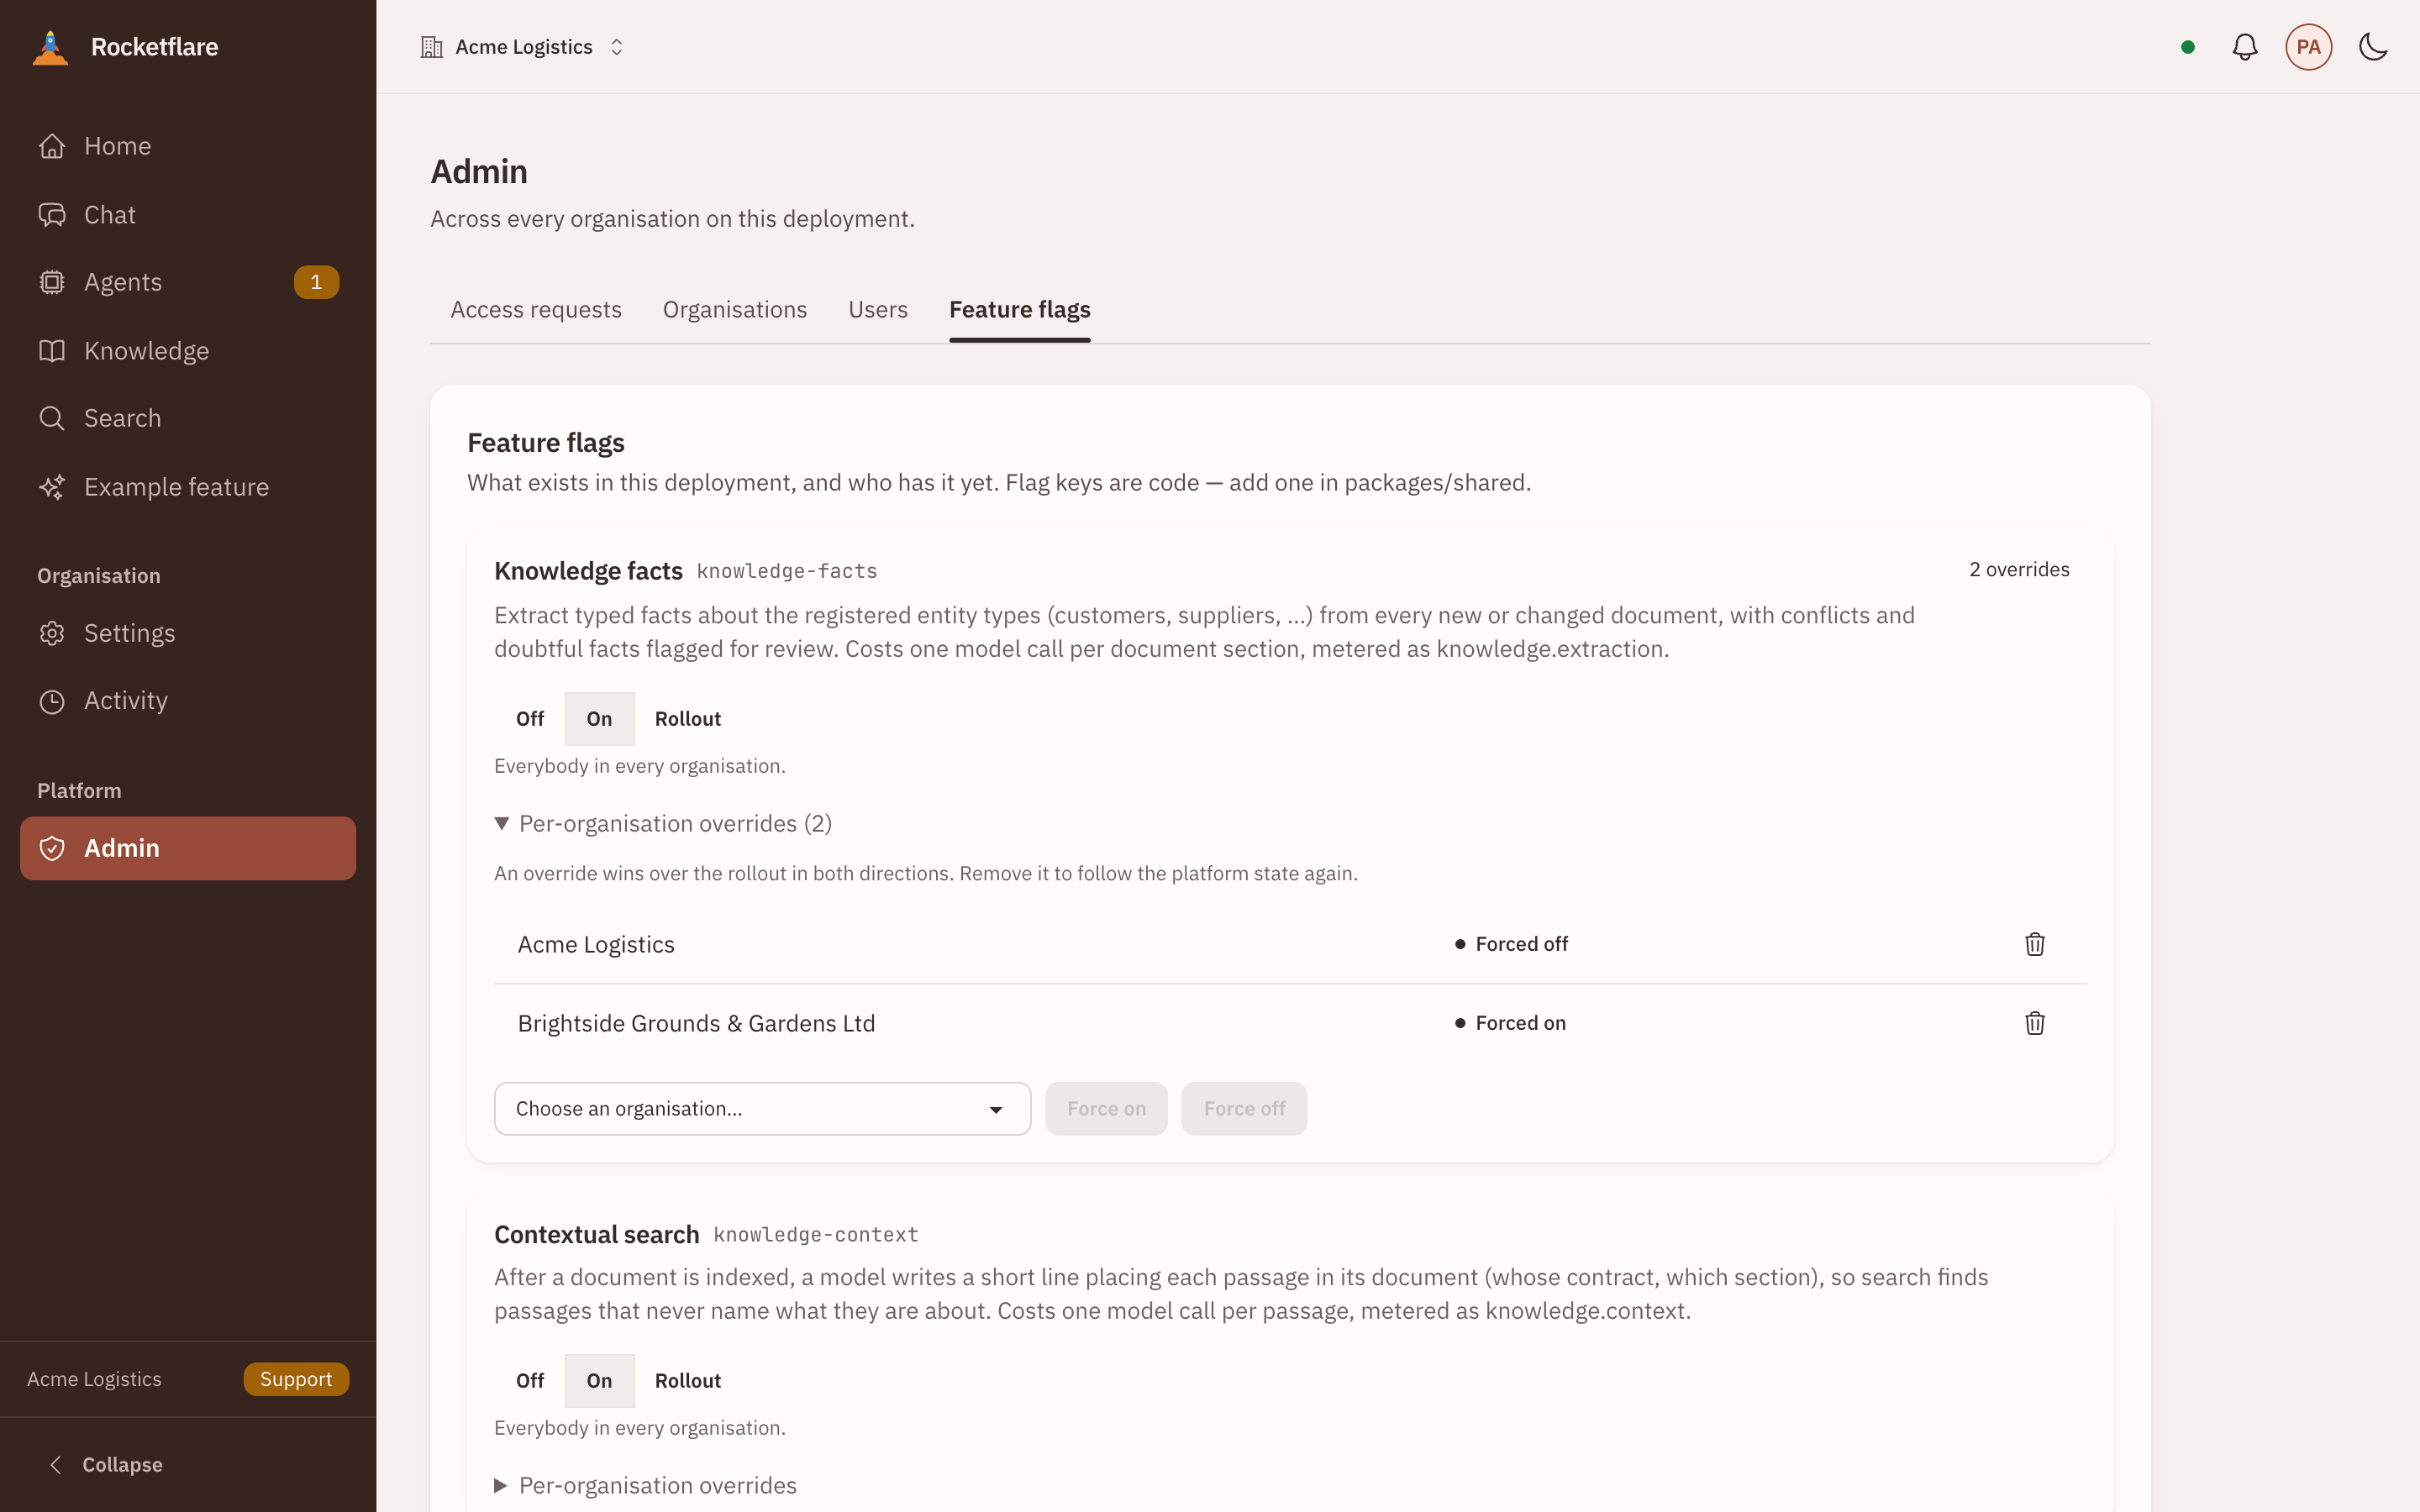 Rocketflare
Home
Chat
Agents 1
Knowledge
Search
Example feature
Organisation
Settings
Activity
Platform
Admin
Acme Logistics Support
Collapse
Acme Logistics
PA
Admin
Across every organisation on this deployment.
Access requests Organisations Users Feature flags
Feature flags
What exists in this deployment, and who has it yet. Flag keys are code — add one in packages/shared.
Knowledge facts knowledge-facts 2 overrides
Extract typed facts about the registered entity types (customers, suppliers, ...) from every new or changed document, with conflicts and
doubtful facts flagged for review. Costs one model call per document section, metered as knowledge.extraction.
Off On Rollout
Everybody in every organisation.
Per-organisation overrides (2)
An override wins over the rollout in both directions. Remove it to follow the platform state again.
Acme Logistics Forced off
Brightside Grounds & Gardens Ltd Forced on
Choose an organisation... Force on Force off
Contextual search knowledge-context
After a document is indexed, a model writes a short line placing each passage in its document (whose contract, which section), so search finds
passages that never name what they are about. Costs one model call per passage, metered as knowledge.context.
Off On Rollout
Everybody in every organisation.
Per-organisation overrides